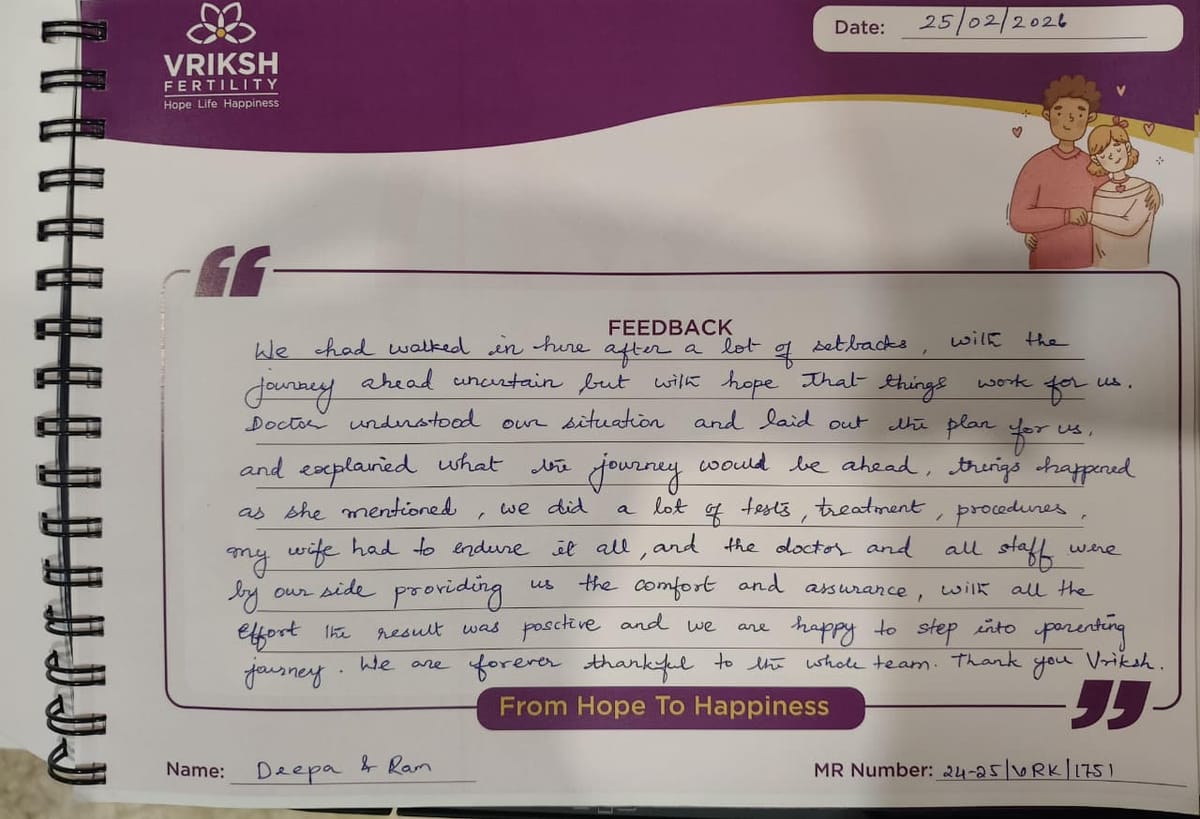 VRIKSH
FERTILITY
Hope Life Happiness
Date: 25/02/2026
FEEDBACK
We had walked in here after a lot of setbacks, with the
journey ahead uncertain but with hope that things work for us.
Doctor understood our situation and laid out the plan for us,
and explained what the journey would be ahead, things happened
as she mentioned, we did a lot of tests, treatment, procedures,
my wife had to endure it all, and the doctor and all staff were
by our side providing us the comfort and assurance, with all the
effort the result was positive and we are happy to step into parenting
journey. We are forever thankful to the whole team. Thank you Vriksh.
From Hope To Happiness
Name: Deepa & Ram
MR Number: 24-25/VRK/1751